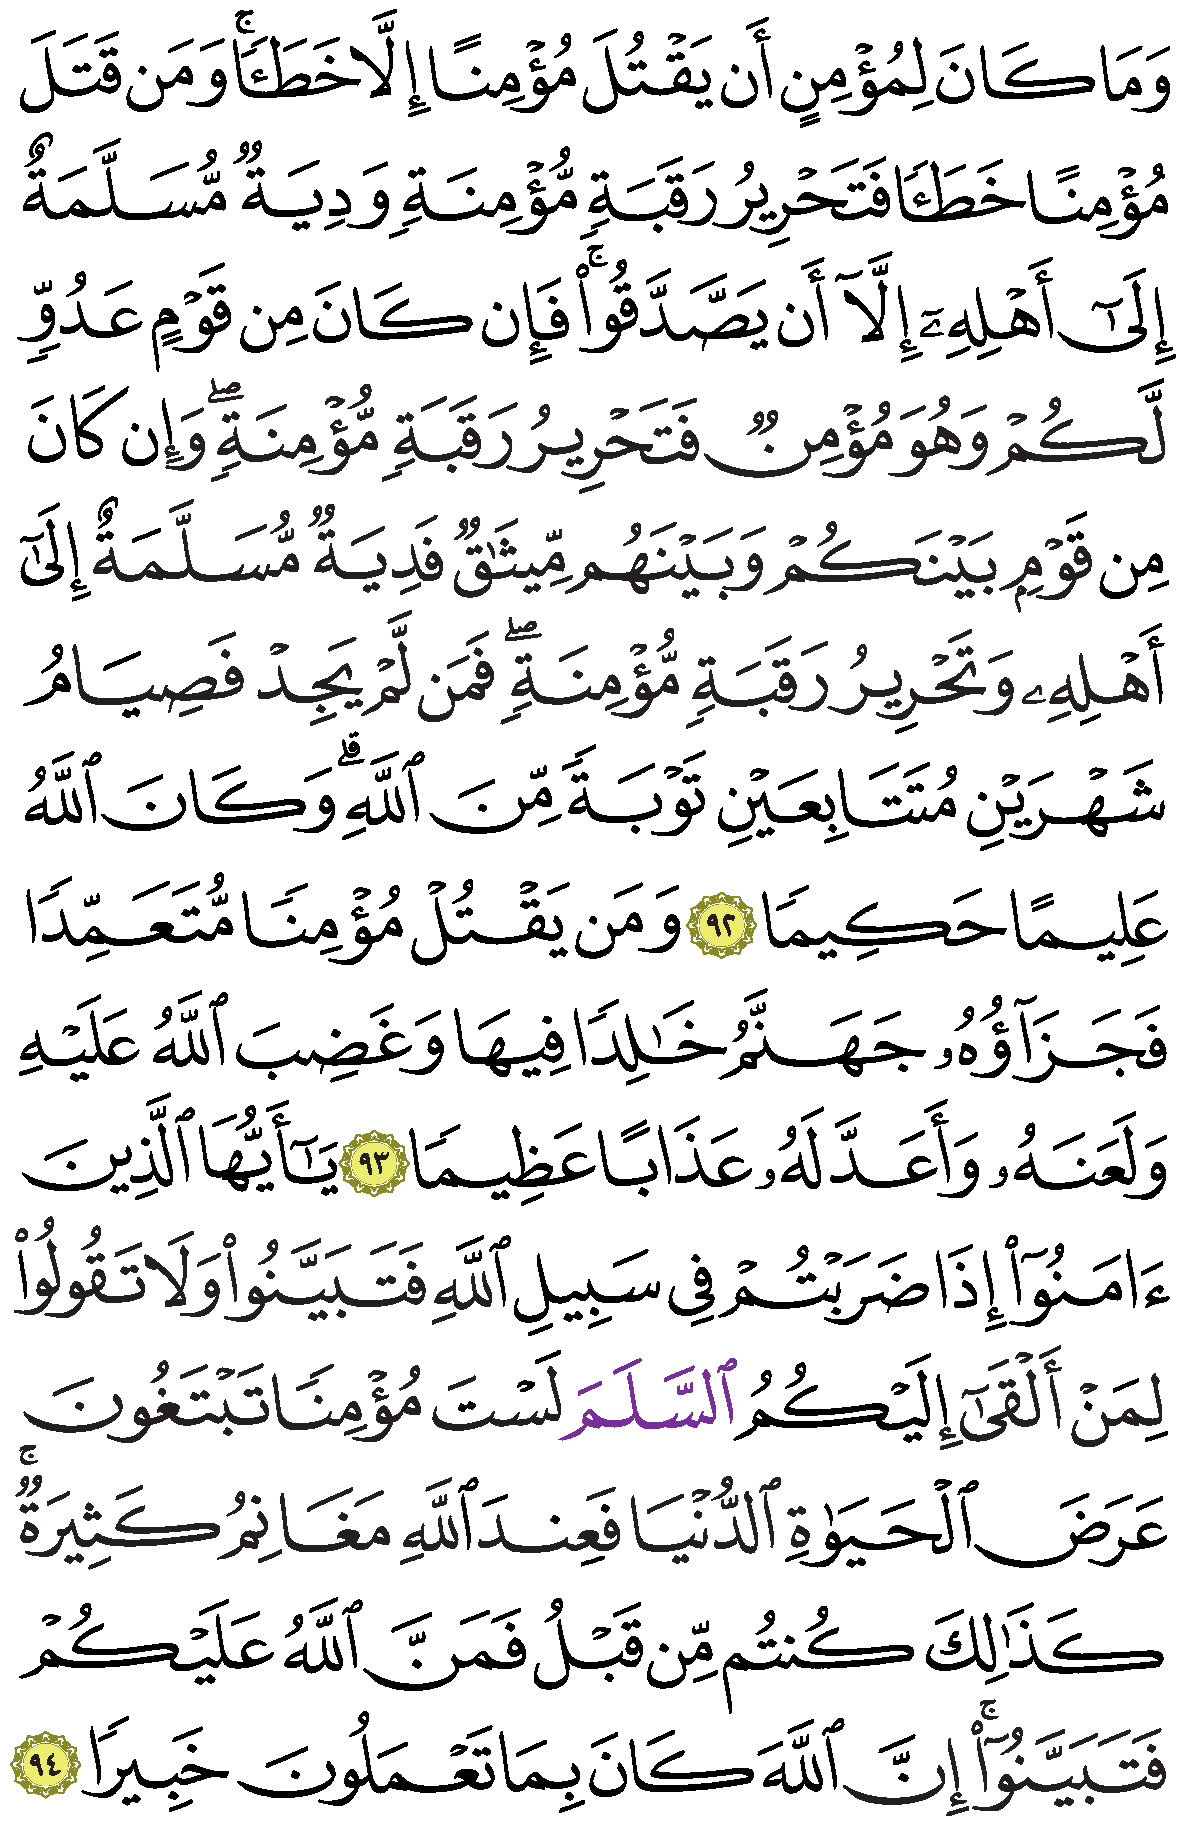 وَمَا كَانَ لِمُؤْمِنٍ أَن يَقْتُلَ مُؤْمِنًا إِلَّا خَطَـًٔا ۚ وَمَن قَتَلَ
مُؤْمِنًا خَطَـًٔا فَتَحْرِيرُ رَقَبَةٍ مُّؤْمِنَةٍ وَدِيَةٌ مُّسَلَّمَةٌ
إِلَىٰٓ أَهْلِهِۦٓ إِلَّآ أَن يَصَّدَّقُوا۟ ۚ فَإِن كَانَ مِن قَوْمٍ عَدُوٍّ
لَّكُمْ وَهُوَ مُؤْمِنٌ فَتَحْرِيرُ رَقَبَةٍ مُّؤْمِنَةٍ ۖ وَإِن كَانَ
مِن قَوْمٍۭ بَيْنَكُمْ وَبَيْنَهُم مِّيثَـٰقٌ فَدِيَةٌ مُّسَلَّمَةٌ إِلَىٰٓ
أَهْلِهِۦ وَتَحْرِيرُ رَقَبَةٍ مُّؤْمِنَةٍ ۖ فَمَن لَّمْ يَجِدْ فَصِيَامُ
شَهْرَيْنِ مُتَتَابِعَيْنِ تَوْبَةً مِّنَ ٱللَّهِ ۗ وَكَانَ ٱللَّهُ
عَلِيمًا حَكِيمًا ٩٢ وَمَن يَقْتُلْ مُؤْمِنًا مُّتَعَمِّدًا
فَجَزَآؤُهُۥ جَهَنَّمُ خَـٰلِدًا فِيهَا وَغَضِبَ ٱللَّهُ عَلَيْهِ
وَلَعَنَهُۥ وَأَعَدَّ لَهُۥ عَذَابًا عَظِيمًا ٩٣ يَـٰٓأَيُّهَا ٱلَّذِينَ
ءَامَنُوٓا۟ إِذَا ضَرَبْتُمْ فِى سَبِيلِ ٱللَّهِ فَتَبَيَّنُوا۟ وَلَا تَقُولُوا۟
لِمَنْ أَلْقَىٰٓ إِلَيْكُمُ ٱلسَّلَمَ لَسْتَ مُؤْمِنًا تَبْتَغُونَ
عَرَضَ ٱلْحَيَوٰةِ ٱلدُّنْيَا فَعِندَ ٱللَّهِ مَغَانِمُ كَثِيرَةٌ ۚ
كَذَٰلِكَ كُنتُم مِّن قَبْلُ فَمَنَّ ٱللَّهُ عَلَيْكُمْ
فَتَبَيَّنُوٓا۟ ۚ إِنَّ ٱللَّهَ كَانَ بِمَا تَعْمَلُونَ خَبِيرًا ٩٤